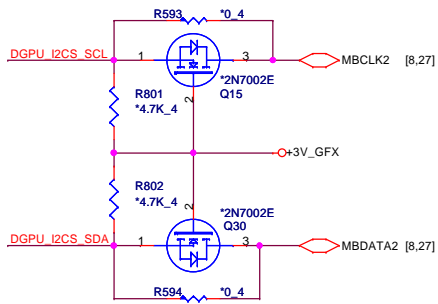 R593 *0_4
DGPU_I2CS_SCL 1 3 MBCLK2 [8,27]
R801 *2N7002E
*4.7K_4 2 Q15
+3V_GFX
R802
*4.7K_4 2 *2N7002E
Q30
DGPU_I2CS_SDA 1 3 MBDATA2 [8,27]
R594 *0_4